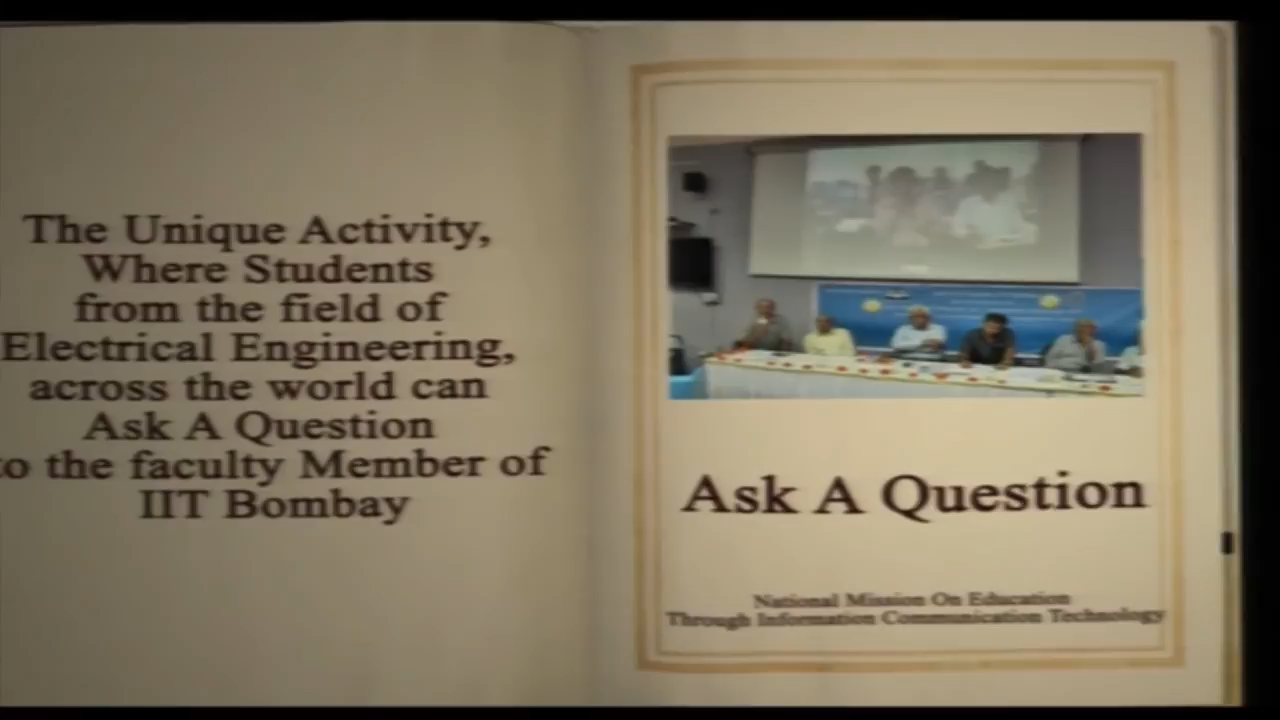 The Unique Activity,
Where Students
from the field of
Electrical Engineering,
across the world can
Ask A Question
to the faculty Member of
IIT Bombay
Ask A Question
National Mission On Education
Through Information Communication Technology